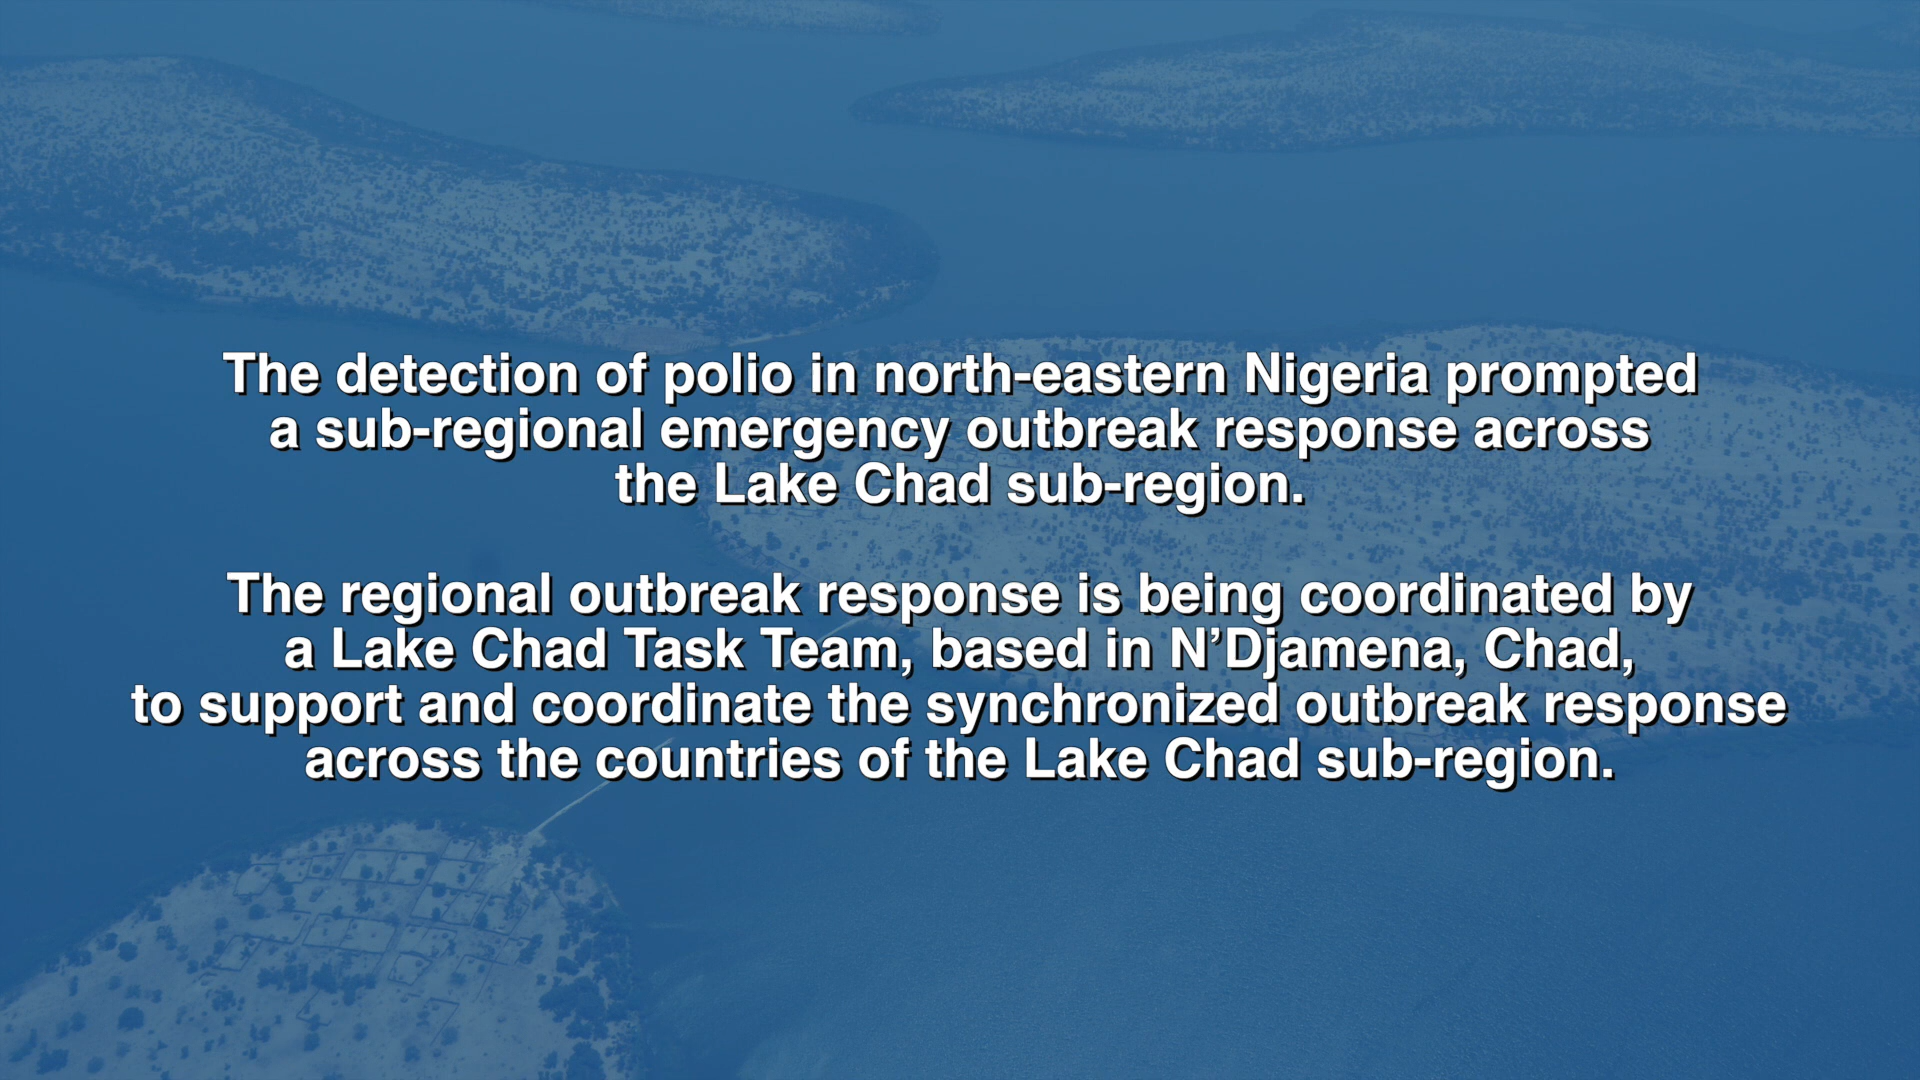 The detection of polio in north-eastern Nigeria prompted
a sub-regional emergency outbreak response across
the Lake Chad sub-region.
The regional outbreak response is being coordinated by
a Lake Chad Task Team, based in N’Djamena, Chad,
to support and coordinate the synchronized outbreak response
across the countries of the Lake Chad sub-region.